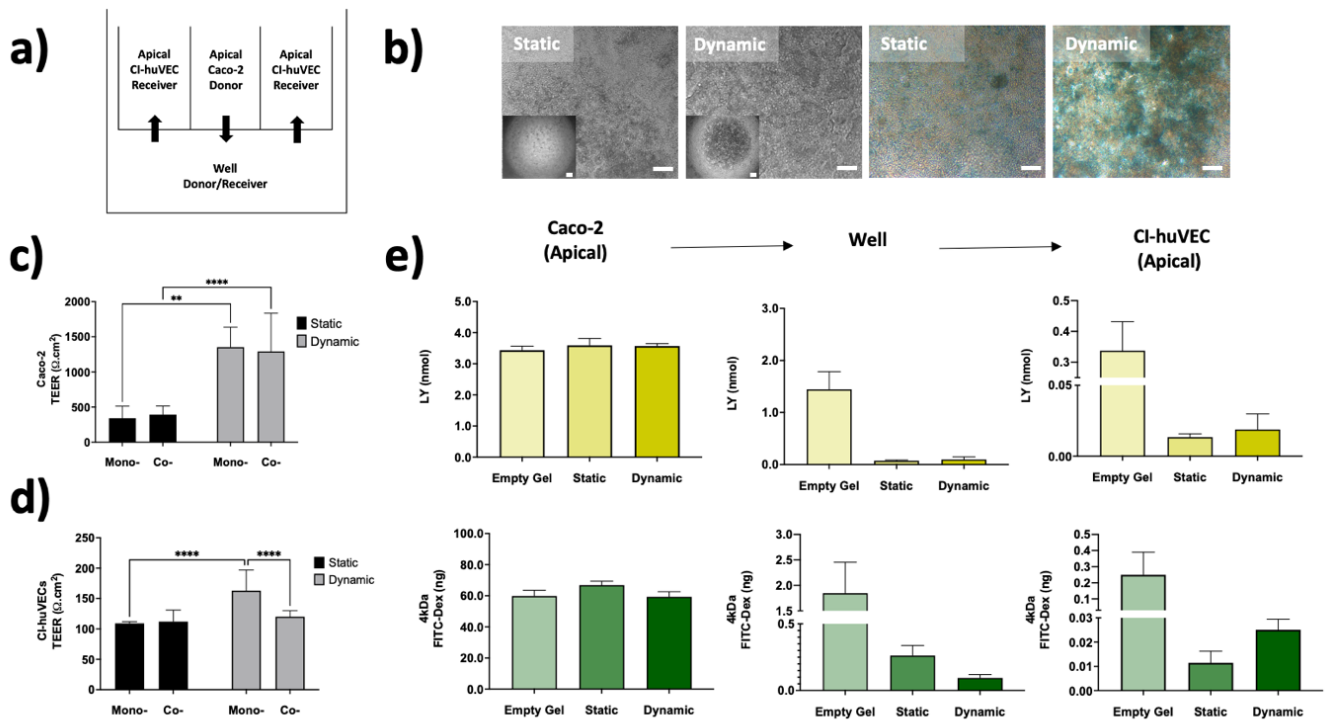 a)
Apical Apical Apical
CI-huVEC Caco-2 CI-huVEC
Receiver Donor Receiver
Well
Donor/Receiver
b)
Static Dynamic Static Dynamic
c)
**
****
2000
1500
1000
500
0
Caco-2
TEER (Ω.cm²)
Mono- Co- Mono- Co-
Static
Dynamic
d)
****
****
250
200
150
100
50
0
CI-huVECs
TEER (Ω.cm²)
Mono- Co- Mono- Co-
Static
Dynamic
e)
Caco-2
(Apical)
Well
CI-huVEC
(Apical)
5.0
4.0
3.0
2.0
1.0
0.0
LY (nmol)
Empty Gel Static Dynamic
3.0
2.0
1.0
0.0
LY (nmol)
Empty Gel Static Dynamic
0.5
0.4
0.3
0.05
0.00
LY (nmol)
Empty Gel Static Dynamic
100.0
80.0
60.0
40.0
20.0
0.0
4kDa
FITC-Dex (ng)
Empty Gel Static Dynamic
3.0
2.5
2.0
1.5
0.5
0.0
4kDa
FITC-Dex (ng)
Empty Gel Static Dynamic
0.5
0.4
0.3
0.2
0.1
0.0
0.03
0.02
0.01
0.00
4kDa
FITC-Dex (ng)
Empty Gel Static Dynamic